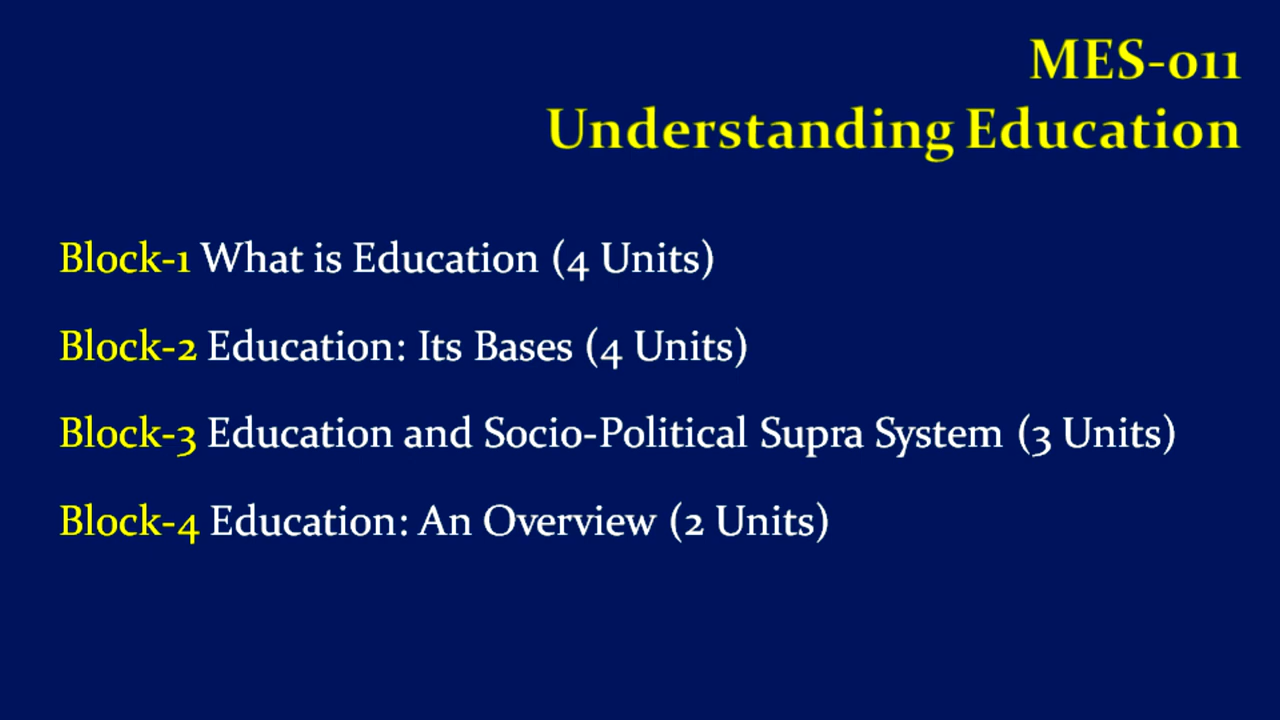 MES-011
Understanding Education
Block-1 What is Education (4 Units)
Block-2 Education: Its Bases (4 Units)
Block-3 Education and Socio-Political Supra System (3 Units)
Block-4 Education: An Overview (2 Units)